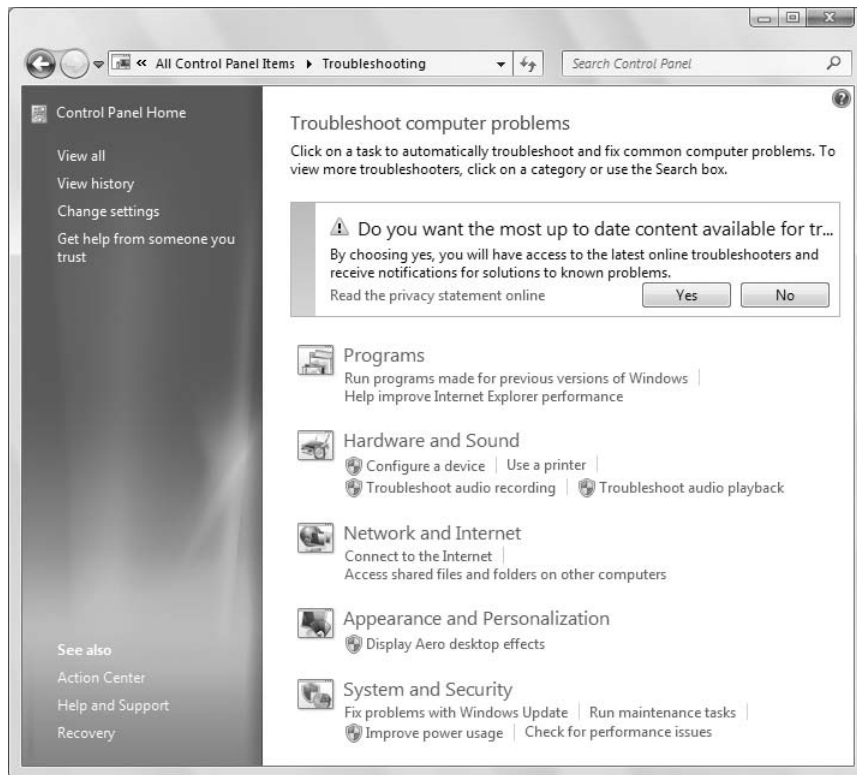 « All Control Panel Items ▸ Troubleshooting
Search Control Panel
Control Panel Home
View all
View history
Change settings
Get help from someone you
trust
See also
Action Center
Help and Support
Recovery
Troubleshoot computer problems
Click on a task to automatically troubleshoot and fix common computer problems. To
view more troubleshooters, click on a category or use the Search box.
Do you want the most up to date content available for tr...
By choosing yes, you will have access to the latest online troubleshooters and
receive notifications for solutions to known problems.
Read the privacy statement online Yes No
Programs
Run programs made for previous versions of Windows
Help improve Internet Explorer performance
Hardware and Sound
Configure a device | Use a printer
Troubleshoot audio recording | Troubleshoot audio playback
Network and Internet
Connect to the Internet
Access shared files and folders on other computers
Appearance and Personalization
Display Aero desktop effects
System and Security
Fix problems with Windows Update | Run maintenance tasks
Improve power usage | Check for performance issues